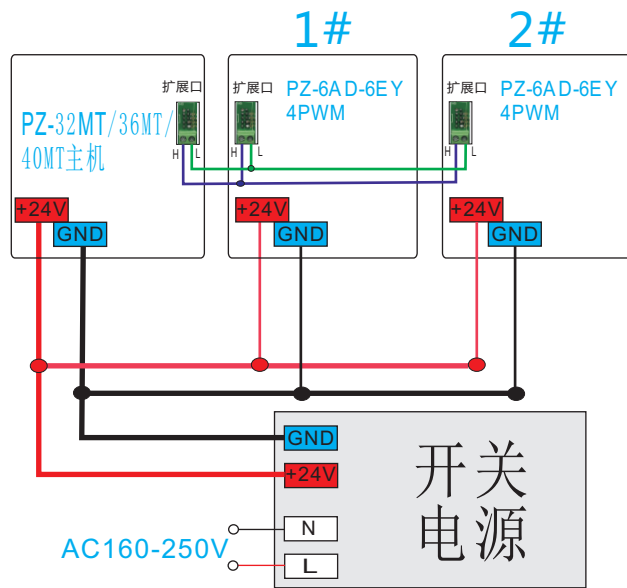 1#
2#
扩展口
PZ-32MT/36MT/
40MT主机
H L
扩展口
PZ-6AD-6EY
4PWM
H L
扩展口
PZ-6AD-6EY
4PWM
H L
+24V
GND
+24V
GND
+24V
GND
GND
+24V
开关
电源
AC160-250V
N
L